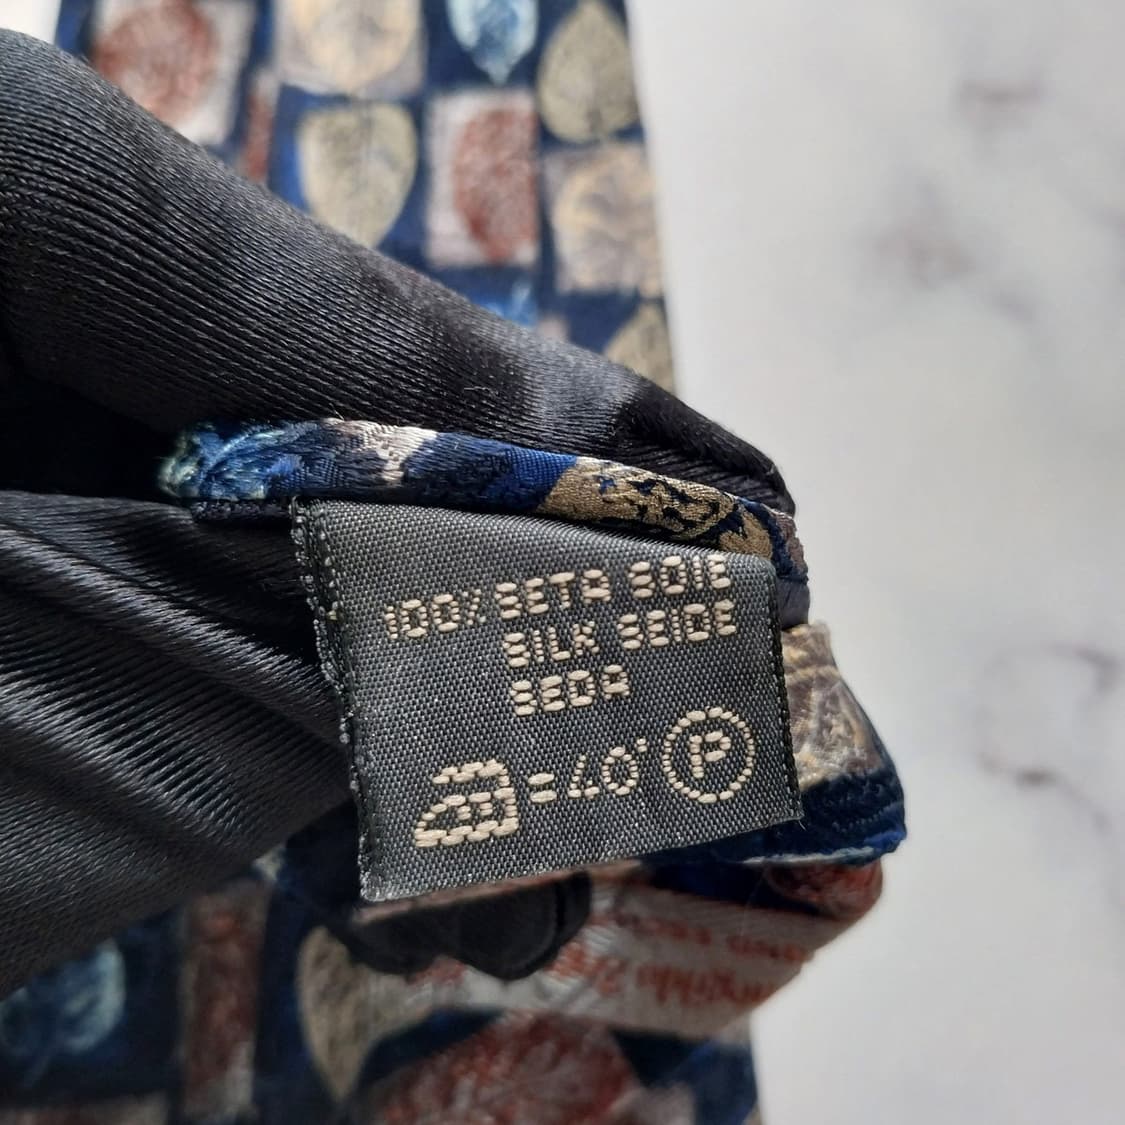 100% SETA SOIE
SILK SEIDE
SEDA
=40° P